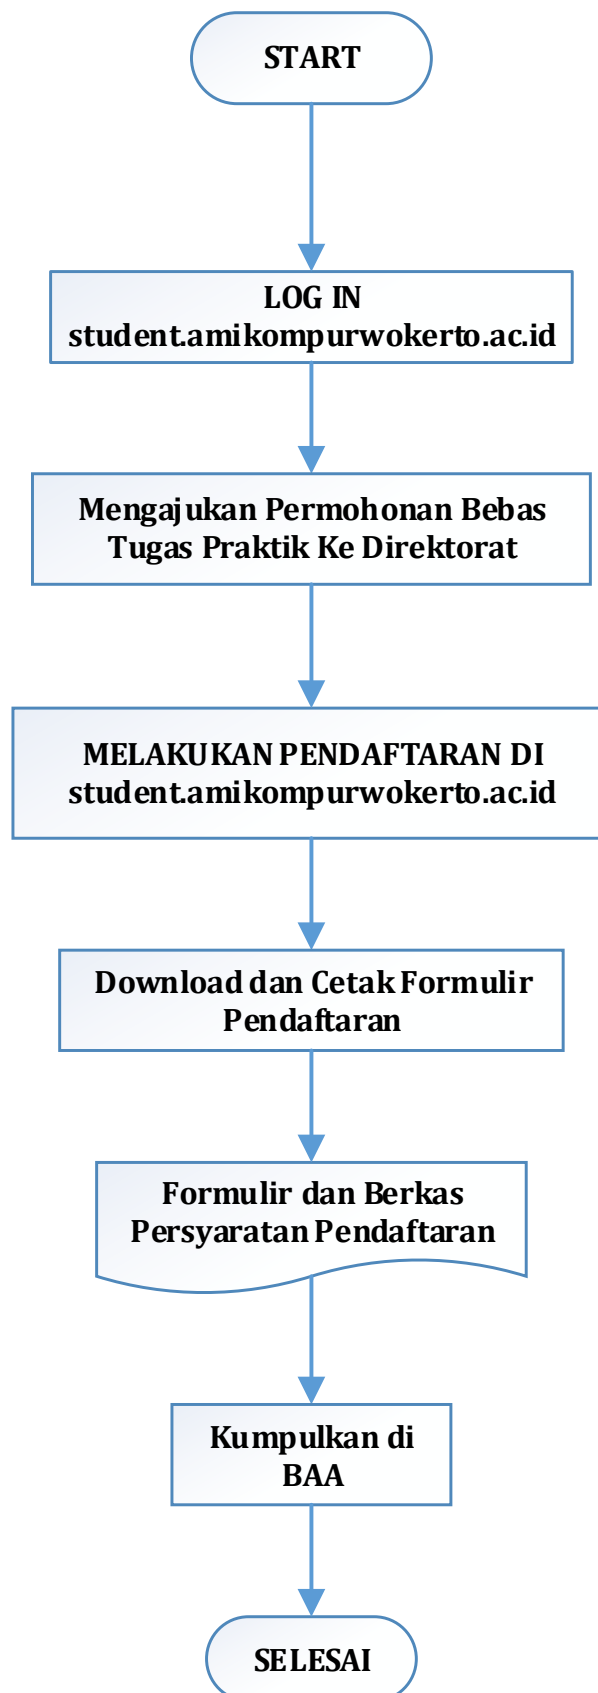 START
LOG IN
student.amikompurwokerto.ac.id
Mengajukan Permohonan Bebas
Tugas Praktik Ke Direktorat
MELAKUKAN PENDAFTARAN DI
student.amikompurwokerto.ac.id
Download dan Cetak Formulir
Pendaftaran
Formulir dan Berkas
Persyaratan Pendaftaran
Kumpulkan di
BAA
SELESAI